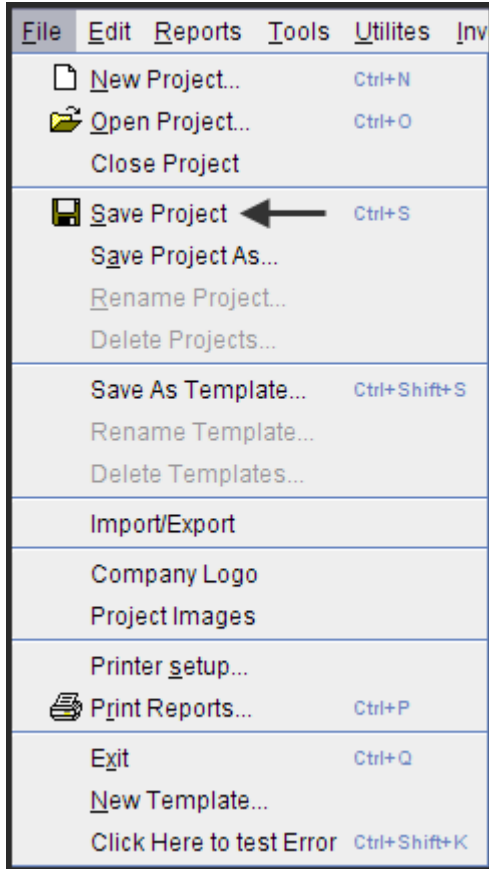 File Edit Reports Tools Utilites Inv
New Project... Ctrl+N
Open Project... Ctrl+O
Close Project
Save Project Ctrl+S
Save Project As...
Rename Project...
Delete Projects...
Save As Template... Ctrl+Shift+S
Rename Template...
Delete Templates...
Import/Export
Company Logo
Project Images
Printer setup...
Print Reports... Ctrl+P
Exit Ctrl+Q
New Template...
Click Here to test Error Ctrl+Shift+K